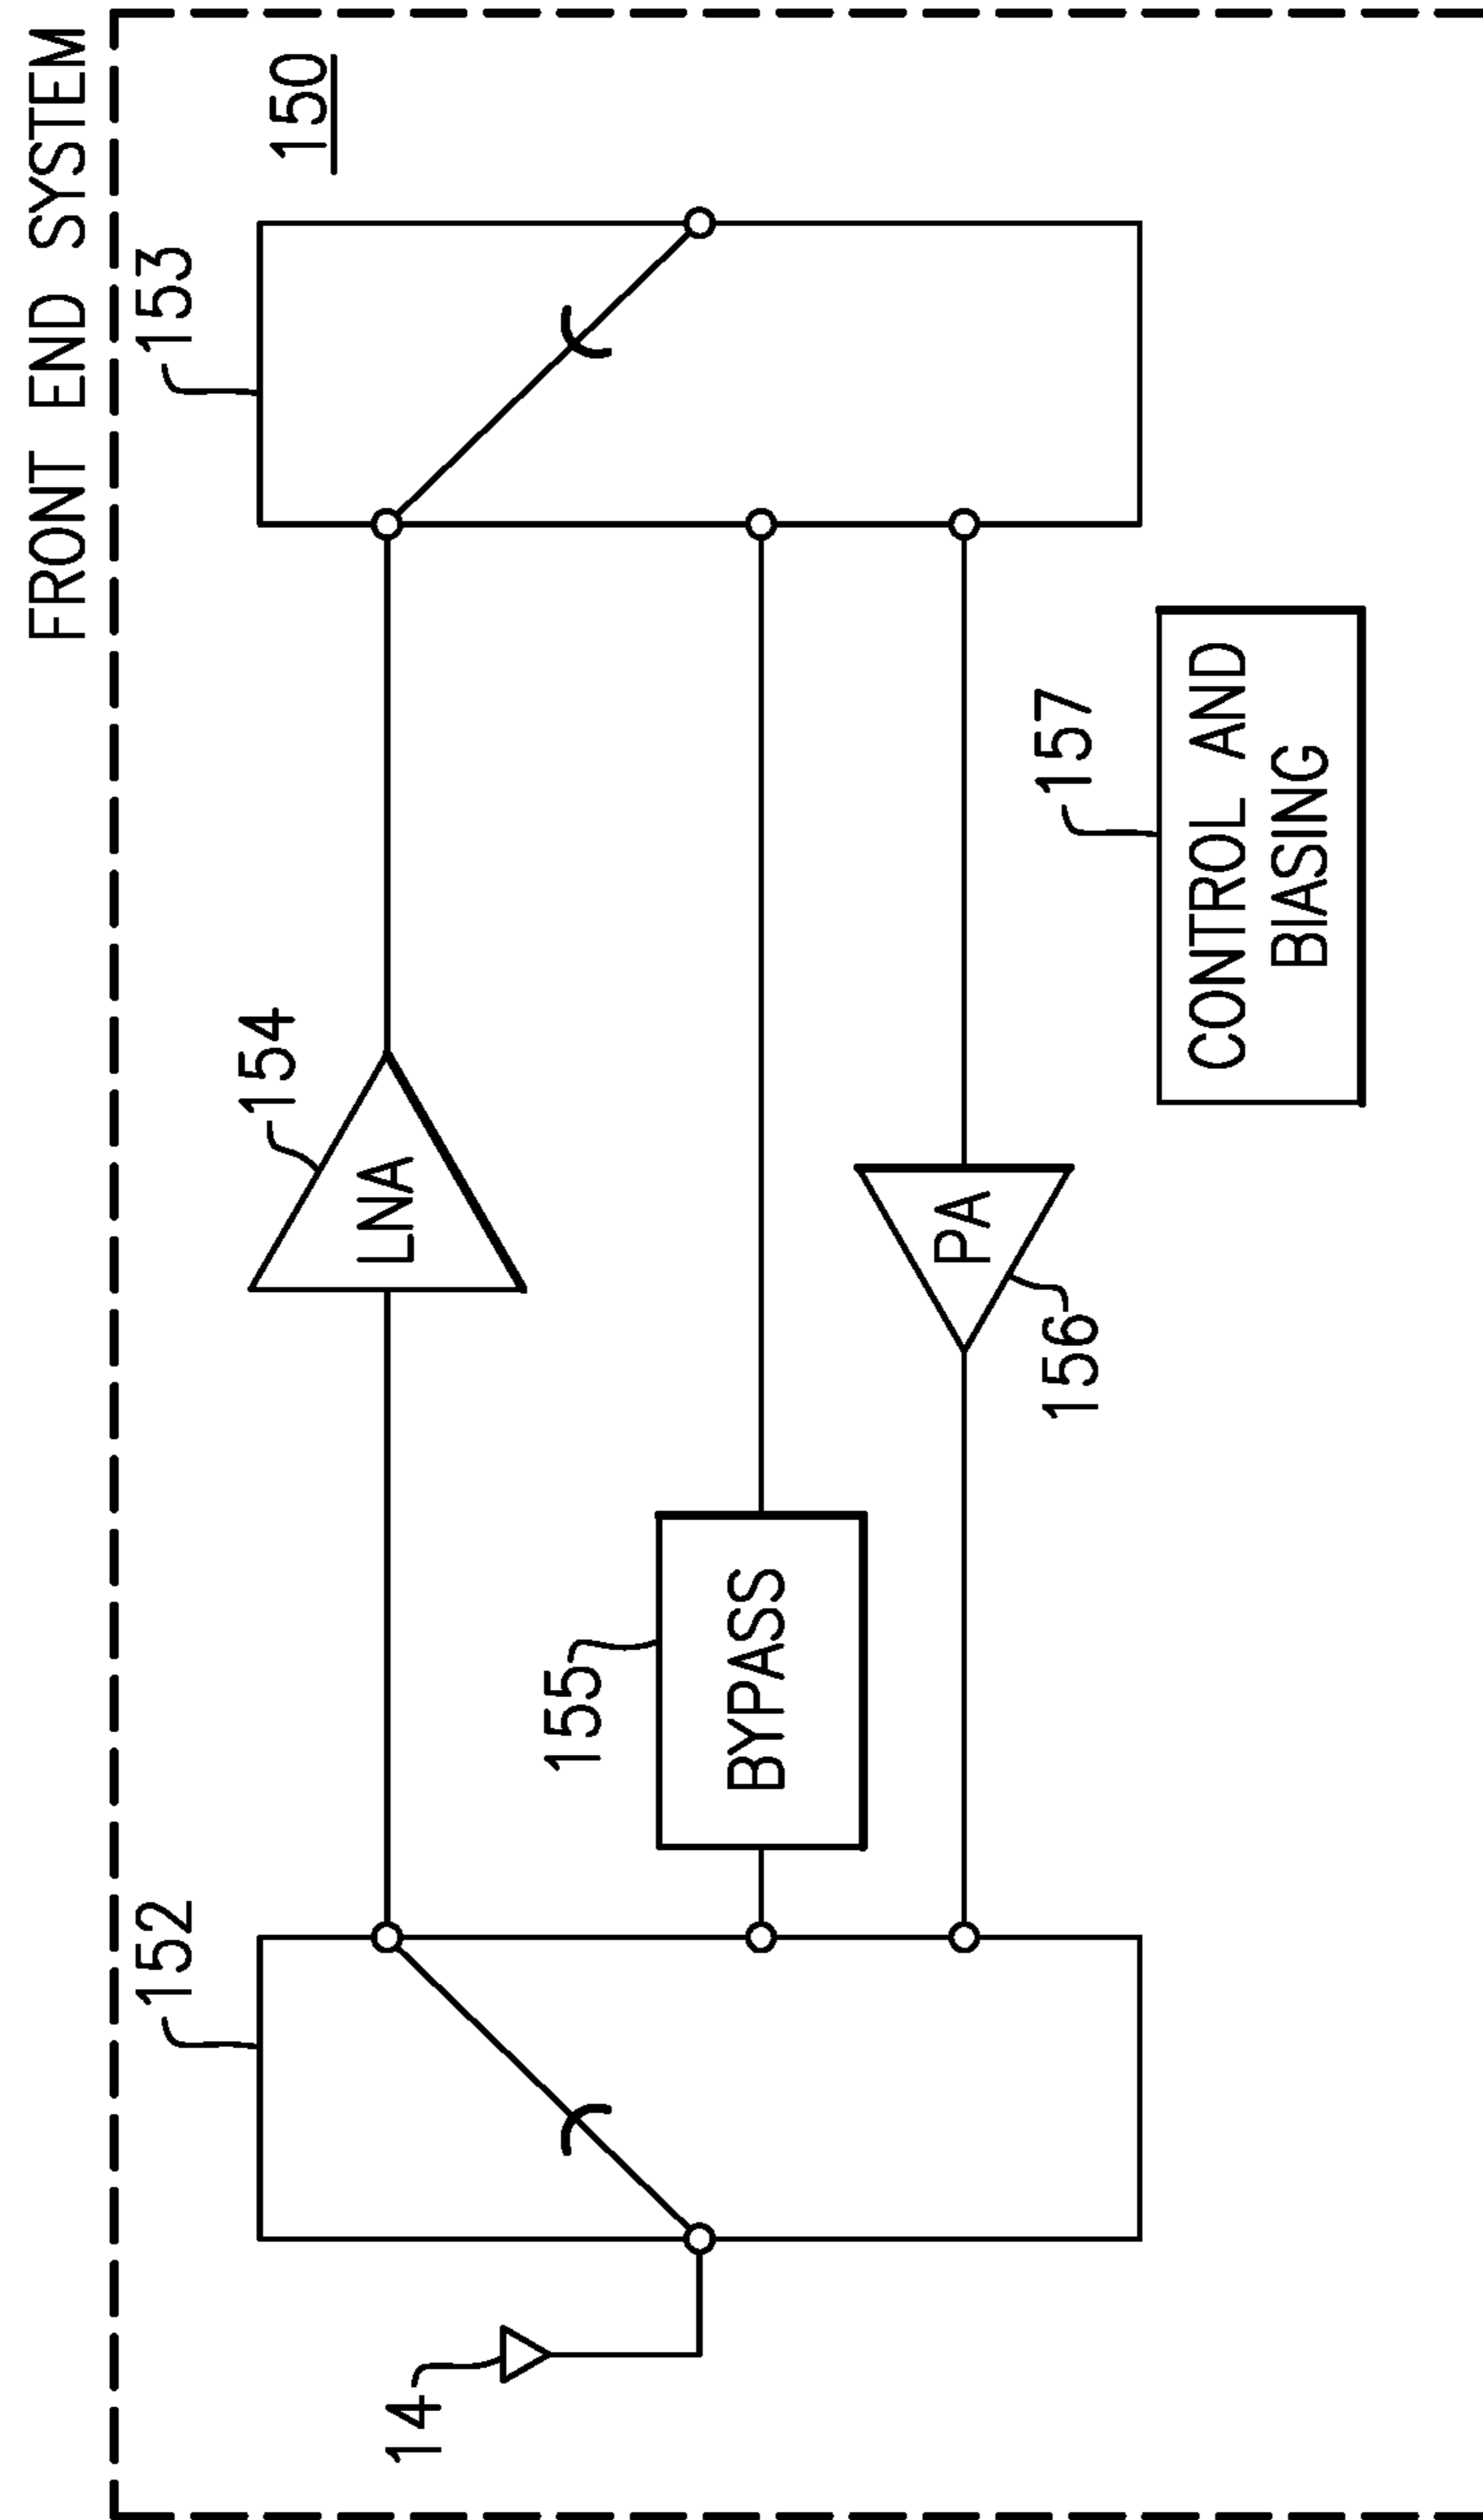 FRONT END SYSTEM
150
152
153
154
LNA
14
155
BYPASS
PA
156
157
CONTROL AND
BIASING